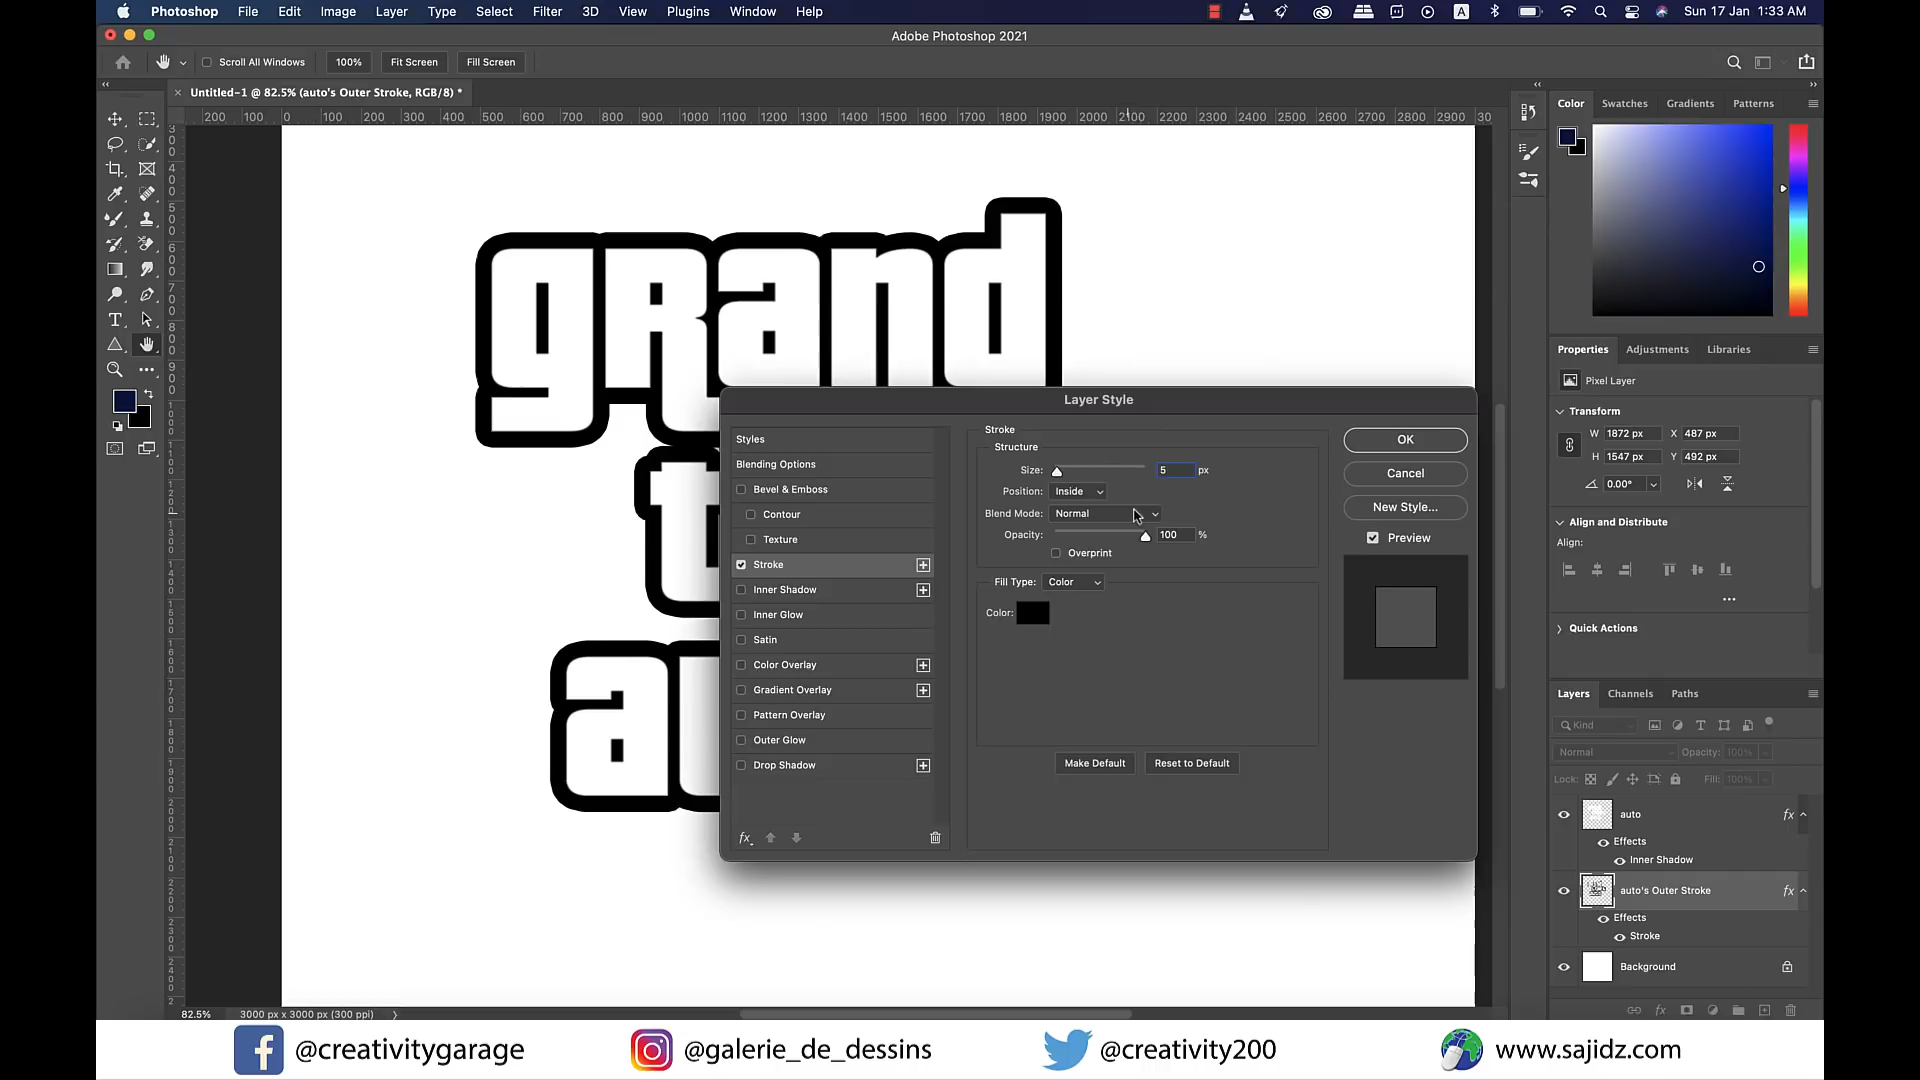 Photoshop File Edit Image Layer Type Select Filter 3D View Plugins Window Help A Sun 17 Jan 1:33 AM
Adobe Photoshop 2021
Scroll All Windows 100% Fit Screen Fill Screen
× Untitled-1 @ 82.5% (auto's Outer Stroke, RGB/8) *
200 100 0 100 200 300 400 500 600 700 800 900 1000 1100 1200 1300 1400 1500 1600 1700 1800 1900 2000 2100 2200 2300 2400 2500 2600 2700 2800 2900 30
Color Swatches Gradients Patterns
grand
t
au
Layer Style
Styles
Blending Options
Bevel & Emboss
Contour
Texture
Stroke
Inner Shadow
Inner Glow
Satin
Color Overlay
Gradient Overlay
Pattern Overlay
Outer Glow
Drop Shadow
fx
Stroke
Structure
Size: 5 px
Position: Inside
Blend Mode: Normal
Opacity: 100 %
Overprint
Fill Type: Color
Color:
Make Default Reset to Default
OK
Cancel
New Style...
Preview
Properties Adjustments Libraries
Pixel Layer
Transform
W 1872 px X 487 px
H 1547 px Y 492 px
0.00°
Align and Distribute
Align:
Quick Actions
Layers Channels Paths
Kind
Normal Opacity: 100%
Lock: Fill: 100%
auto fx
Effects
Inner Shadow
auto's Outer Stroke fx
Effects
Stroke
Background
fx
82.5% 3000 px x 3000 px (300 ppi)
@creativitygarage @galerie_de_dessins @creativity200 www.sajidz.com